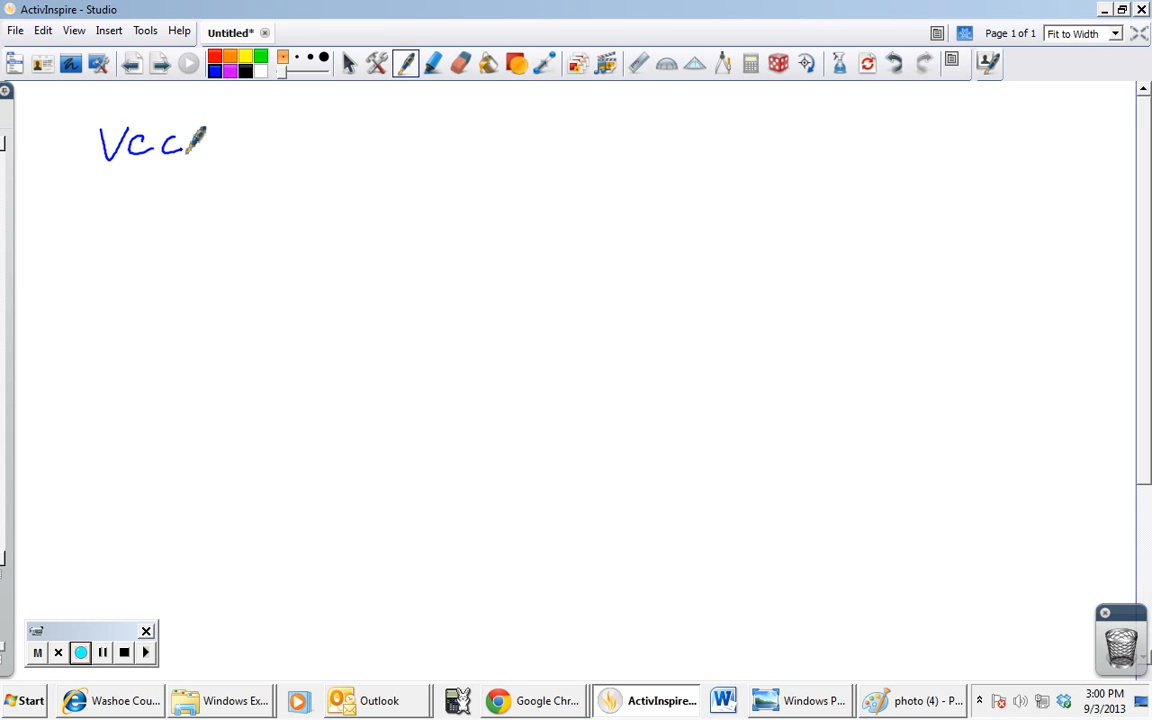 ActivInspire - Studio
File Edit View Insert Tools Help Untitled* Page 1 of 1 Fit to Width
Vcc
M
Start Washoe Cou... Windows Ex... Outlook Google Chr... ActivInspire... Windows P... photo (4) - P... 3:00 PM
9/3/2013